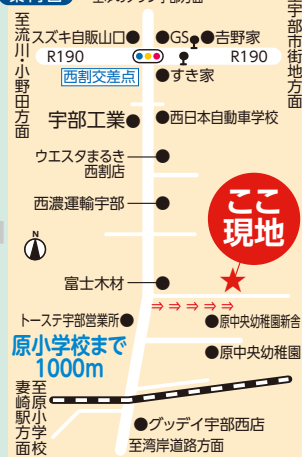 至流川・小野田方面
スズキ自販山口
GS
吉野家
宇部市街地方面
R190
R190
西割交差点
すき家
宇部工業
西日本自動車学校
ウエスタまるき
西割店
西濃運輸宇部
ここ
現地
N
富士木材
⇒⇒⇒⇒⇒
トーステ宇部営業所
原中央幼稚園新舎
原小学校まで
1000m
原中央幼稚園
至原小学校
妻崎駅方面
グッデイ宇部西店
至湾岸道路方面